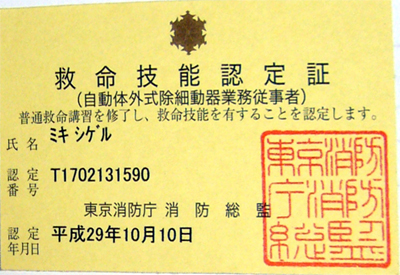 救命技能認定証
(自動体外式除細動器業務従事者)
普通救命講習を修了し、救命技能を有することを認定します。
氏名 ミキ シゲル
認定番号 T1702131590
東京消防庁 消防総監
認定年月日 平成29年10月10日
東京消防
庁消防
総監